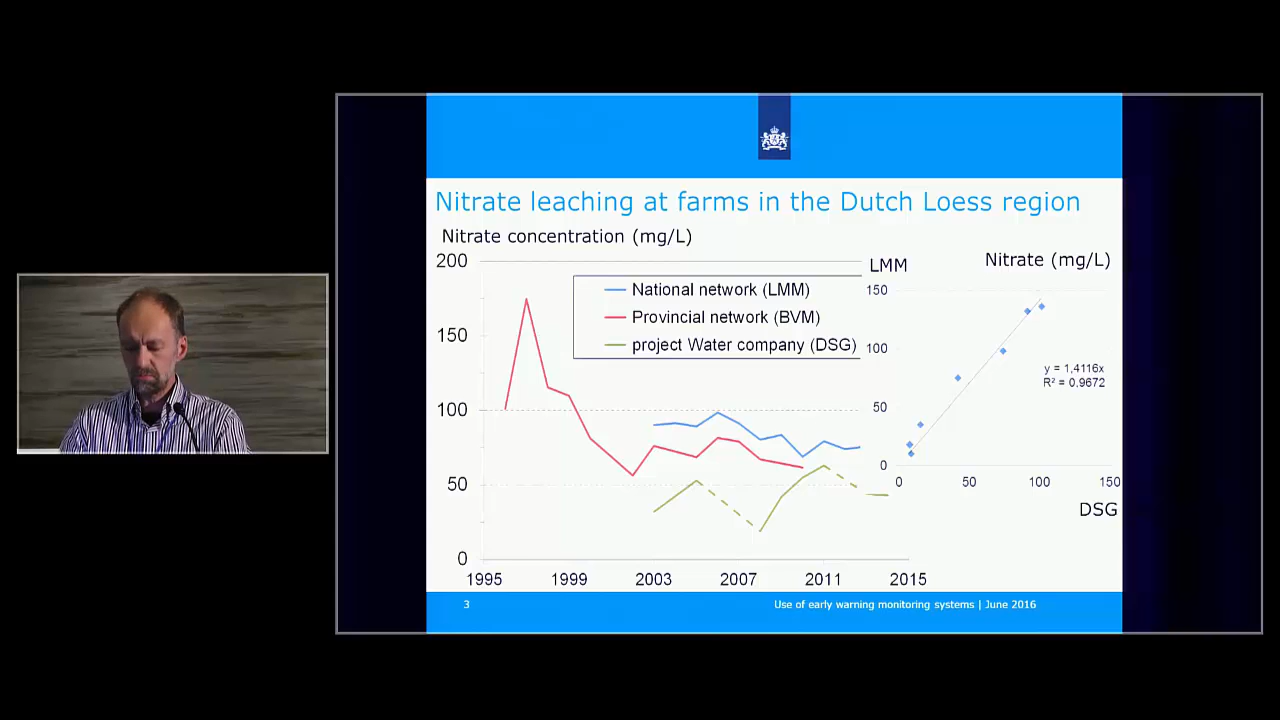 Nitrate leaching at farms in the Dutch Loess region
Nitrate concentration (mg/L)
200
150
100
50
0
1995 1999 2003 2007 2011 2015
National network (LMM)
Provincial network (BVM)
project Water company (DSG)
LMM
Nitrate (mg/L)
150
100
50
0
0 50 100 150
y = 1,4116x
R² = 0,9672
DSG
3
Use of early warning monitoring systems | June 2016